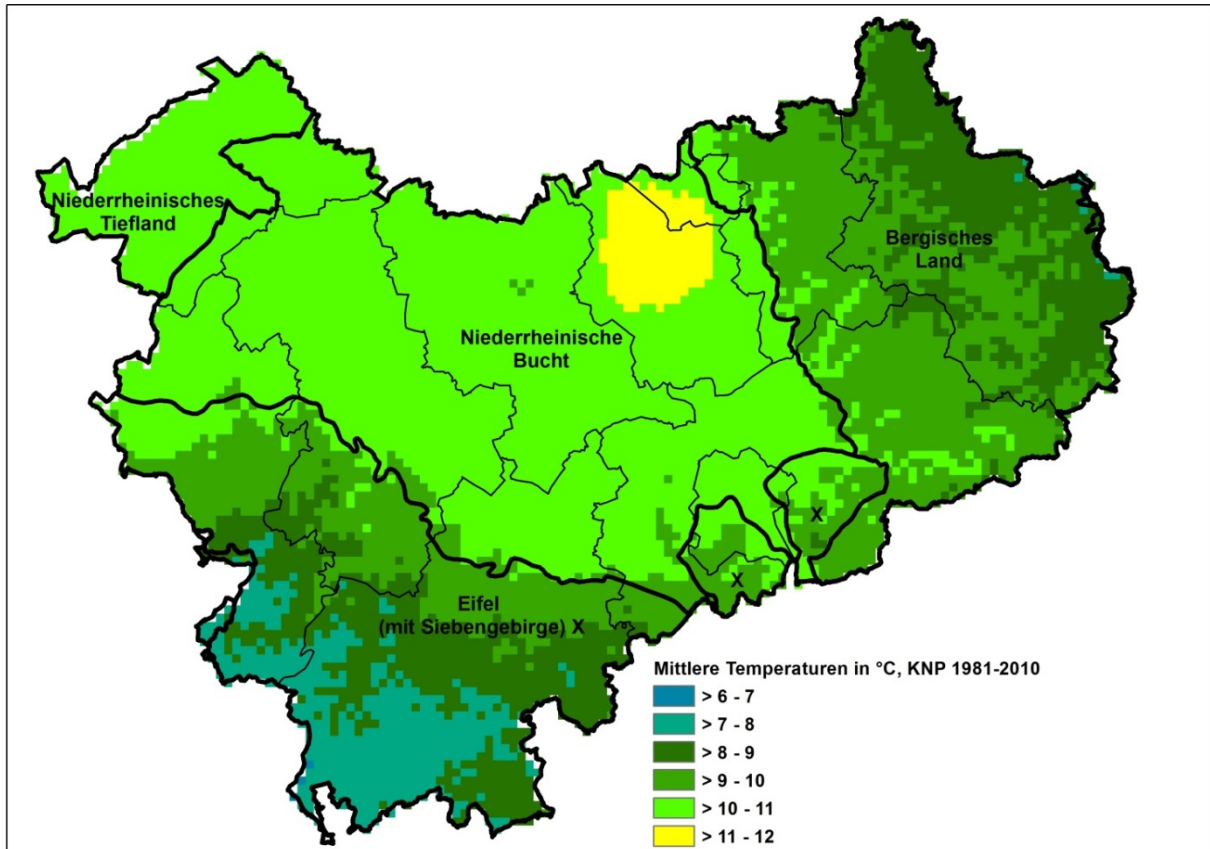 Niederrheinisches
Tiefland
Bergisches
Land
Niederrheinische
Bucht
X
X
Eifel
(mit Siebengebirge) X
Mittlere Temperaturen in °C, KNP 1981-2010
> 6 - 7
> 7 - 8
> 8 - 9
> 9 - 10
> 10 - 11
> 11 - 12